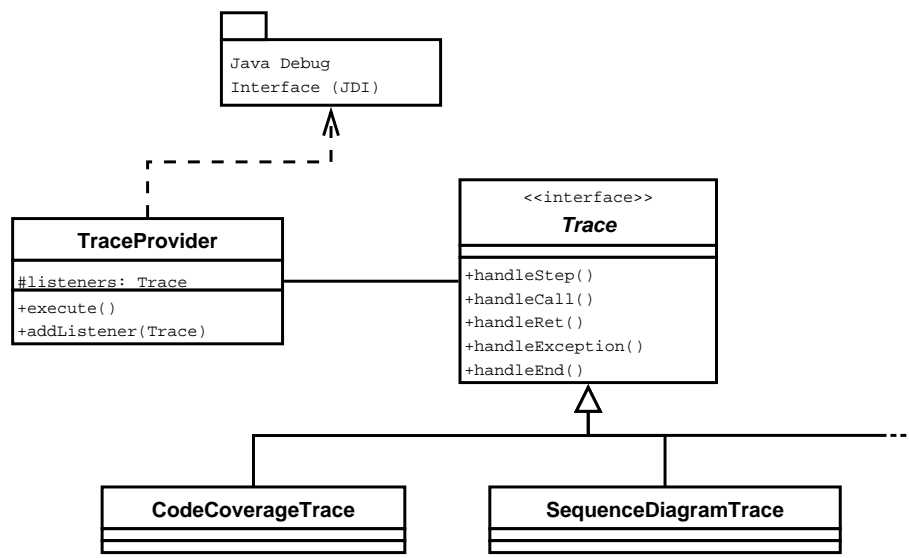 Java Debug
Interface (JDI)
<<interface>>
Trace
TraceProvider
#listeners: Trace
+execute()
+addListener(Trace)
+handleStep()
+handleCall()
+handleRet()
+handleException()
+handleEnd()
CodeCoverageTrace
SequenceDiagramTrace